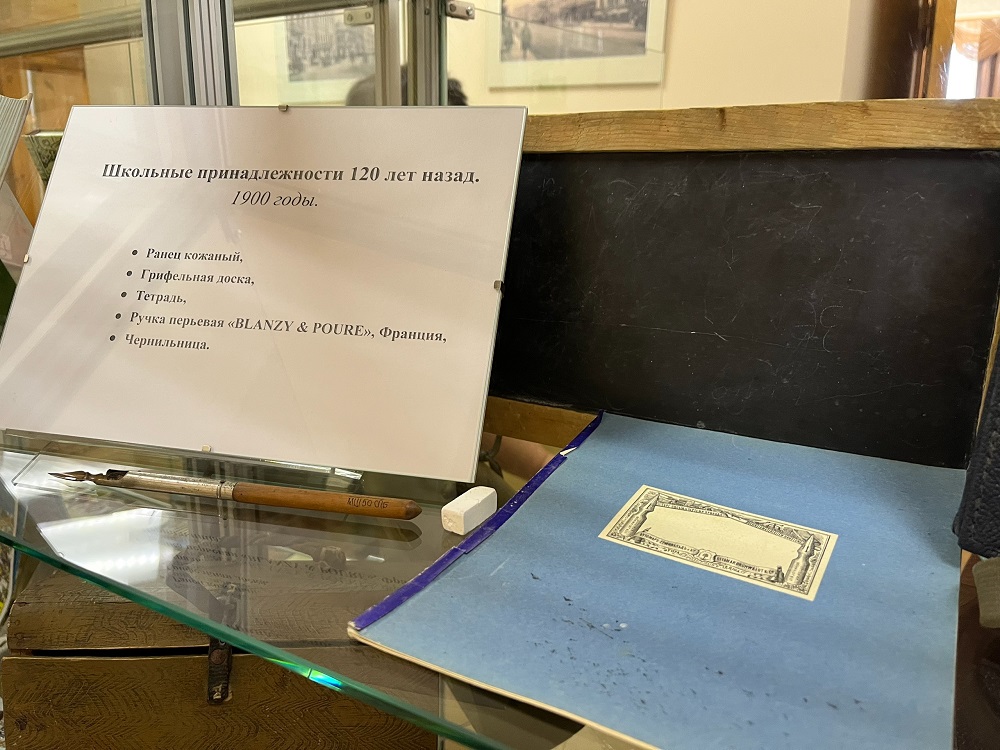 Школьные принадлежности 120 лет назад.
1900 годы.
• Ранец кожаный,
• Грифельная доска,
• Тетрадь,
• Ручка перьевая «BLANZY & POURE», Франция,
• Чернильница.